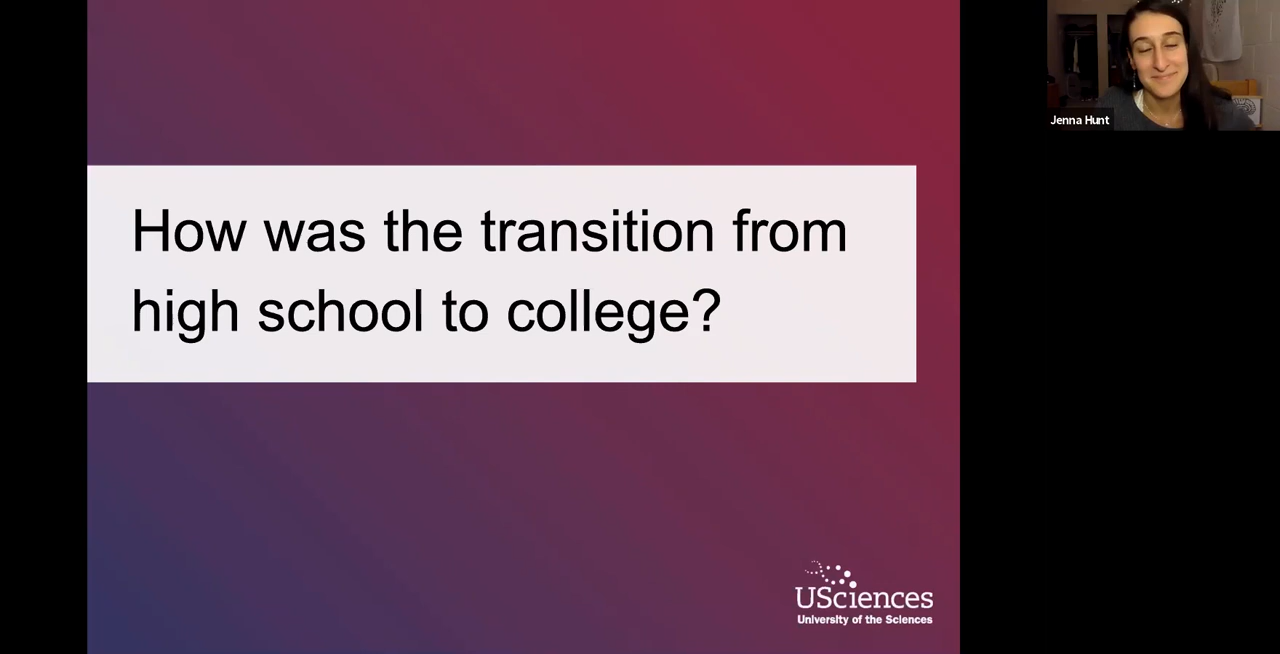 How was the transition from
high school to college?
Jenna Hunt
USciences
University of the Sciences